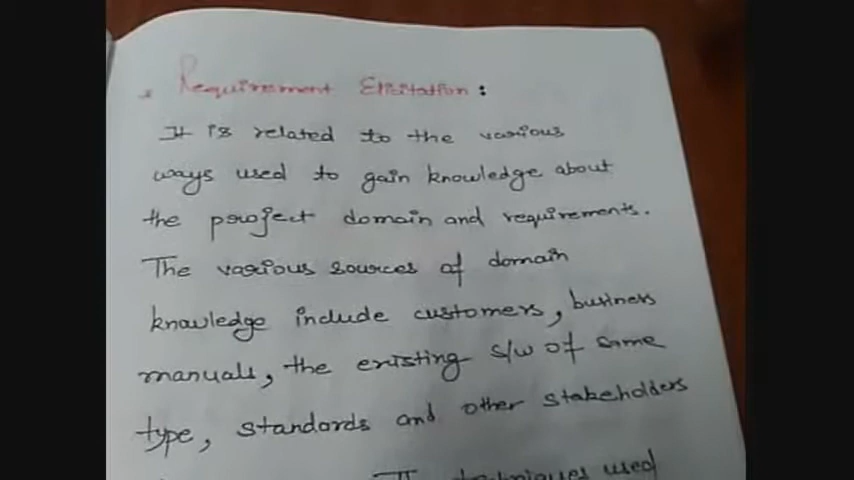 * Requirement Elicitation:
It is related to the various
ways used to gain knowledge about
the project domain and requirements.
The various sources of domain
knowledge include customers, business
manuals, the existing s/w of same
type, standards and other stakeholders
techniques used